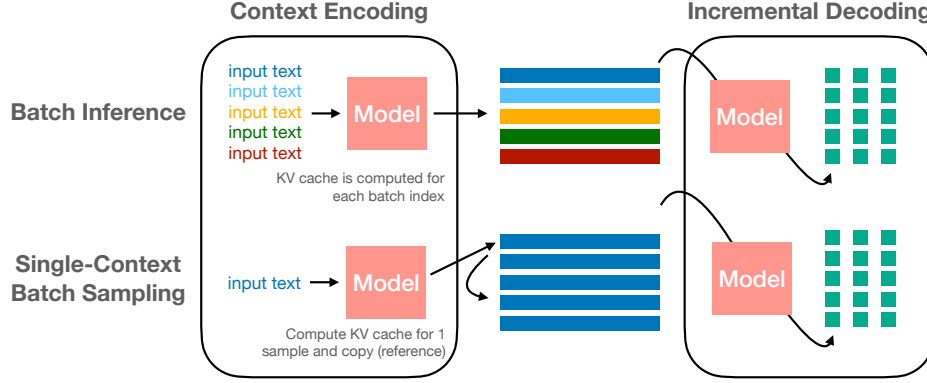 Context Encoding
Incremental Decoding
Batch Inference
input text
input text
input text
input text
input text
Model
KV cache is computed for
each batch index
Model
Single-Context
Batch Sampling
input text
Model
Compute KV cache for 1
sample and copy (reference)
Model